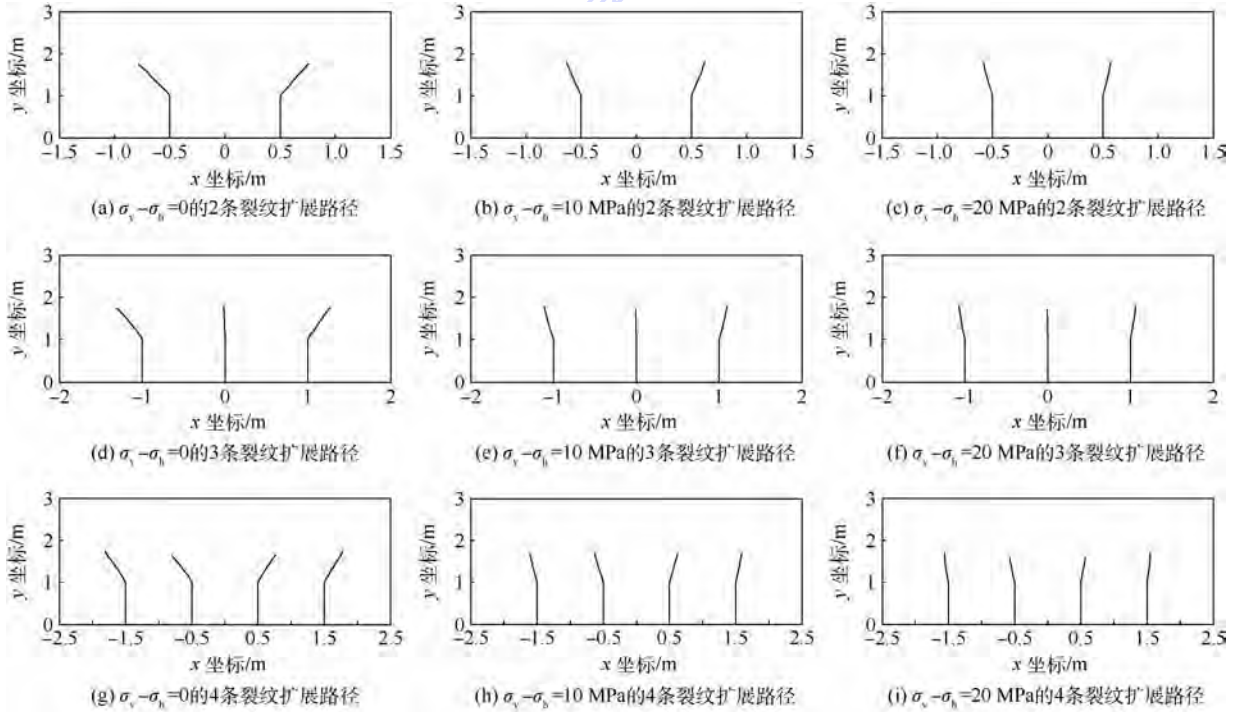 3 3 3
2 2 2
1 1 1
0 0 0
y 坐标/m y 坐标/m y 坐标/m
−1.5 −1.0 −0.5 0 0.5 1.0 1.5 −1.5 −1.0 −0.5 0 0.5 1.0 1.5 −1.5 −1.0 −0.5 0 0.5 1.0 1.5
x 坐标/m x 坐标/m x 坐标/m
(a) σv−σh=0的2条裂纹扩展路径 (b) σv−σh=10 MPa的2条裂纹扩展路径 (c) σv−σh=20 MPa的2条裂纹扩展路径
3 3 3
2 2 2
1 1 1
0 0 0
y 坐标/m y 坐标/m y 坐标/m
−2 −1 0 1 2 −2 −1 0 1 2 −2 −1 0 1 2
x 坐标/m x 坐标/m x 坐标/m
(d) σv−σh=0的3条裂纹扩展路径 (e) σv−σh=10 MPa的3条裂纹扩展路径 (f) σv−σh=20 MPa的3条裂纹扩展路径
3 3 3
2 2 2
1 1 1
0 0 0
y 坐标/m y 坐标/m y 坐标/m
−2.5 −1.5 −0.5 0.5 1.5 2.5 −2.5 −1.5 −0.5 0.5 1.5 2.5 −2.5 −1.5 −0.5 0.5 1.5 2.5
x 坐标/m x 坐标/m x 坐标/m
(g) σv−σh=0的4条裂纹扩展路径 (h) σv−σh=10 MPa的4条裂纹扩展路径 (i) σv−σh=20 MPa的4条裂纹扩展路径